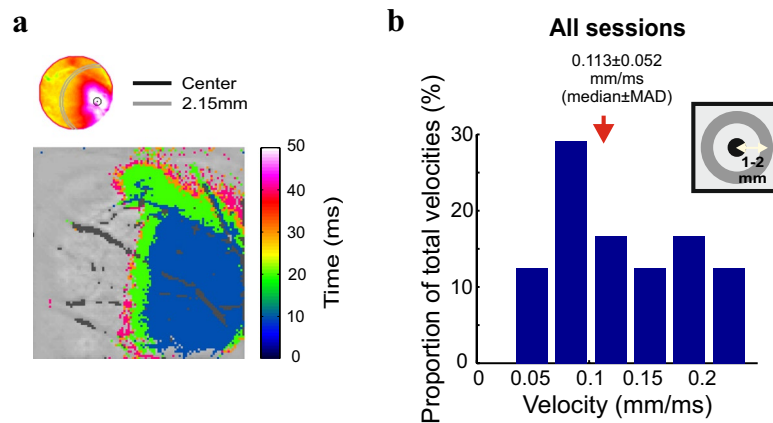 a
Center
2.15mm
50
40
30
20
10
0
Time (ms)
b
All sessions
0.113±0.052
mm/ms
(median±MAD)
1-2
mm
30
20
10
0
Proportion of total velocities (%)
0 0.05 0.1 0.15 0.2
Velocity (mm/ms)